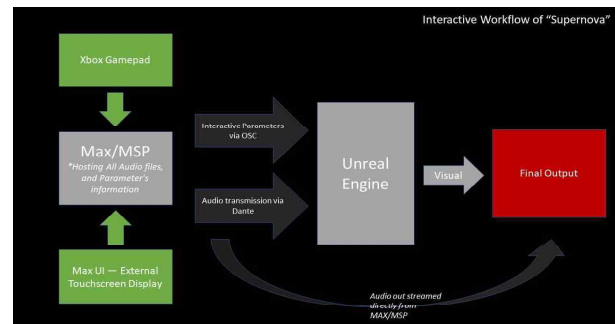 Interactive Workflow of “Supernova”
Xbox Gamepad
Max/MSP
*Hosting All Audio files,
and Parameter's
information
Max UI — External
Touchscreen Display
Interactive Parameters
via OSC
Audio transmission via
Dante
Unreal
Engine
Visual
Final Output
Audio out streamed
directly from
MAX/MSP